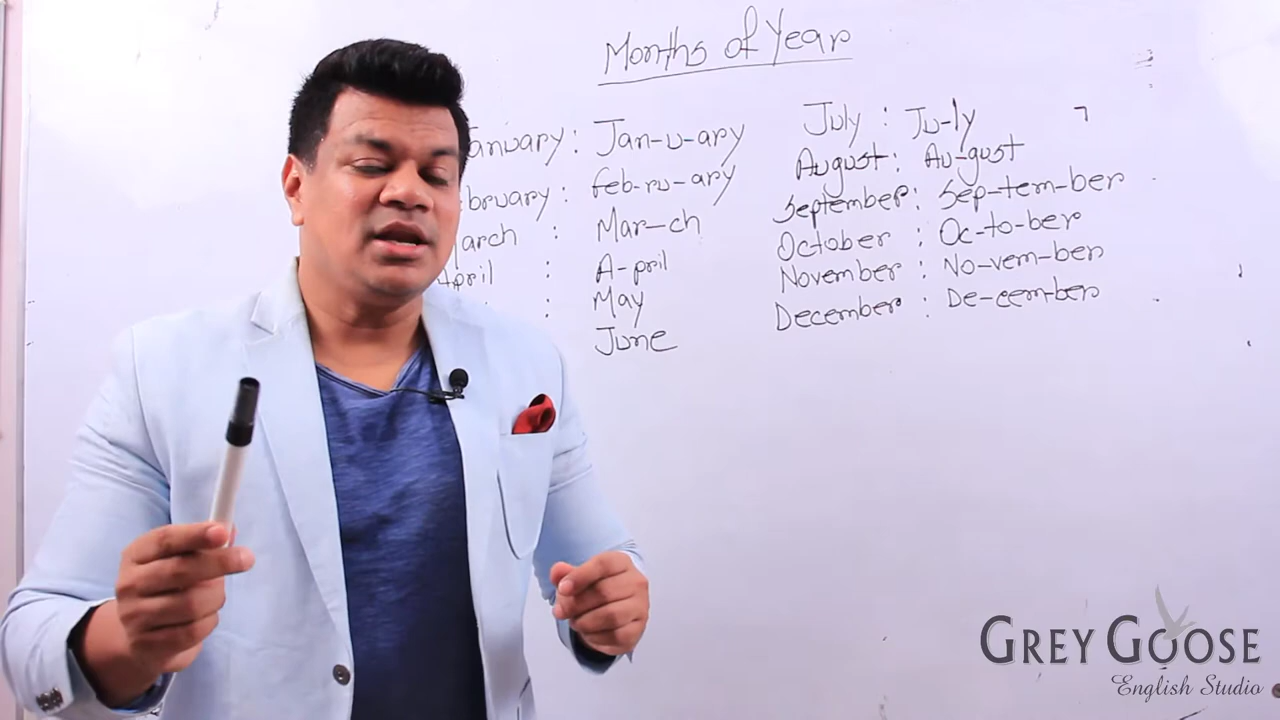 Months of Year
anuary : Jan-u-ary
bruary : feb-ru-ary
arch : Mar-ch
April : A-pril
: May
June
July : Ju-ly
August : Au-gust
September : Sep-tem-ber
October : Oc-to-ber
November : No-vem-ber
December : De-cem-ber
GREY GOOSE
English Studio